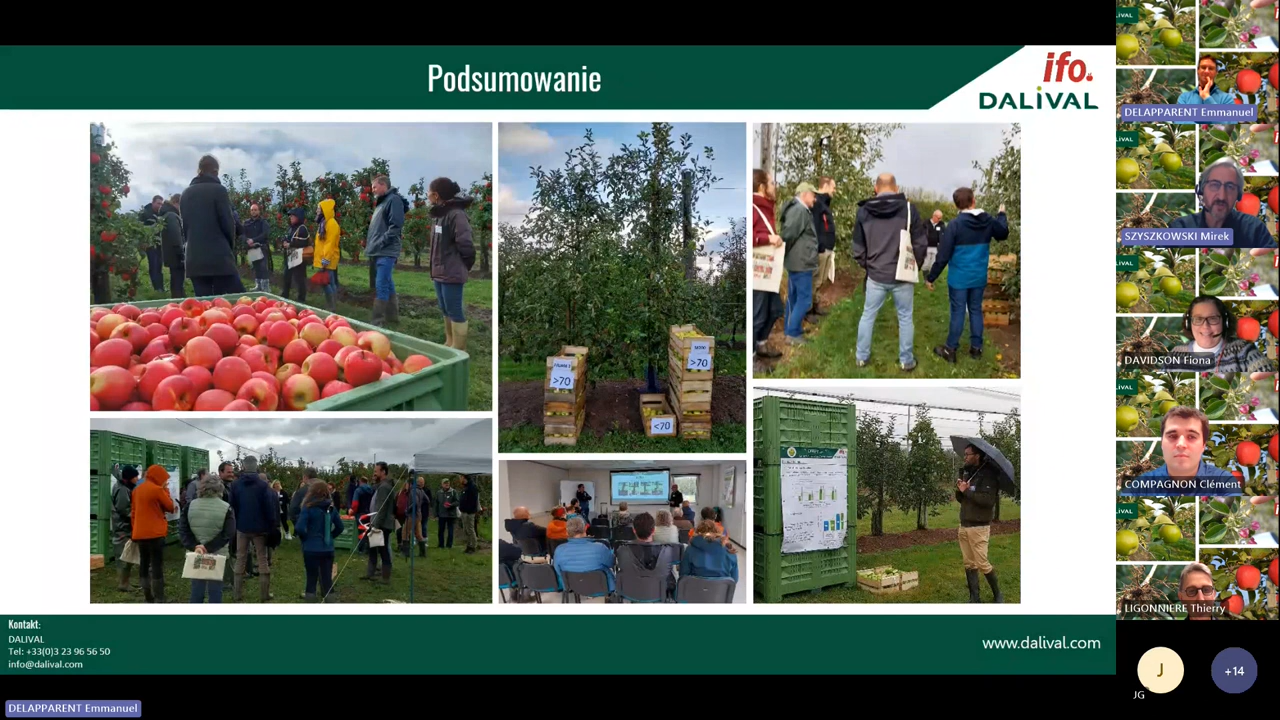 Podsumowanie
ifo.
DALIVAL
>70
>70
<70
Kontakt:
DALIVAL
Tel: +33(0)3 23 96 56 50
info@dalival.com
www.dalival.com
DELAPPARENT Emmanuel
DELAPPARENT Emmanuel
SZYSZKOWSKI Mirek
DAVIDSON Fiona
COMPAGNON Clément
LIGONNIERE Thierry
J
JG
+14